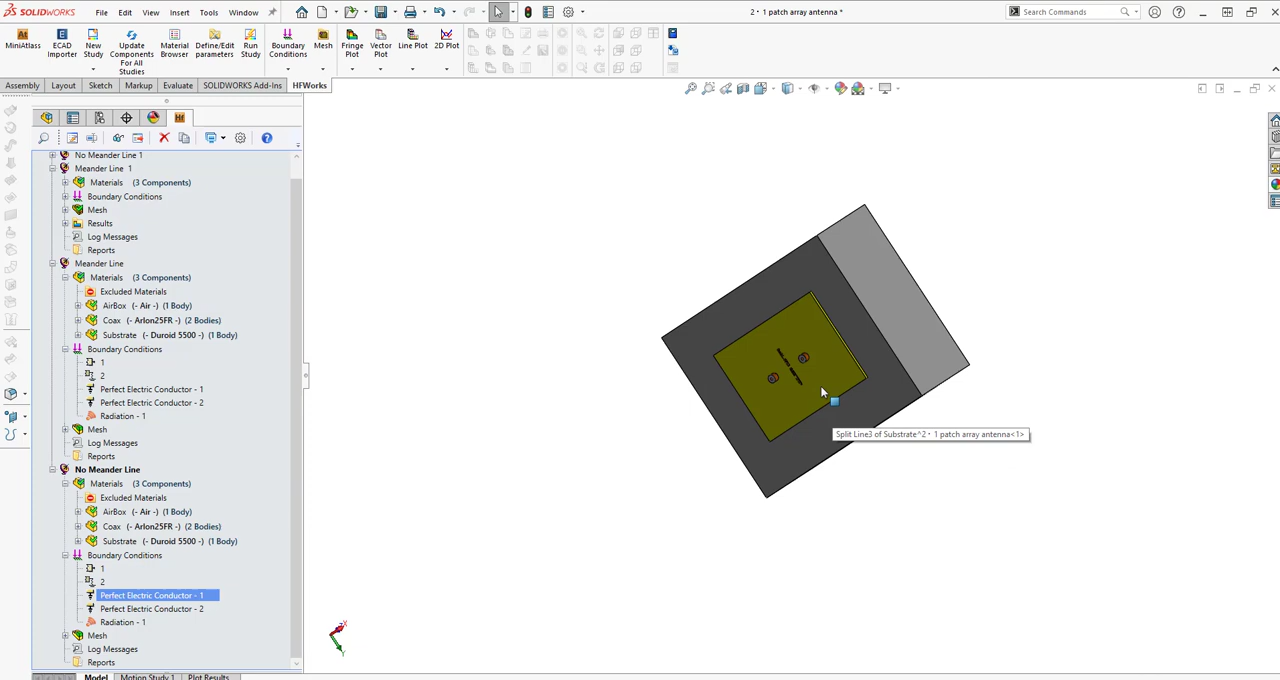 SOLIDWORKS File Edit View Insert Tools Window 2 • 1 patch array antenna * Search Commands
MiniAtlass ECAD Importer New Study Update Components For All Studies Material Browser Define/Edit parameters Run Study Boundary Conditions Mesh Fringe Plot Vector Plot Line Plot 2D Plot
Assembly Layout Sketch Markup Evaluate SOLIDWORKS Add-Ins HFWorks
No Meander Line 1
Meander Line 1
Materials (3 Components)
Boundary Conditions
Mesh
Results
Log Messages
Reports
Meander Line
Materials (3 Components)
Excluded Materials
AirBox (- Air -) (1 Body)
Coax (- Arlon25FR -) (2 Bodies)
Substrate (- Duroid 5500 -) (1 Body)
Boundary Conditions
1
2
Perfect Electric Conductor - 1
Perfect Electric Conductor - 2
Radiation - 1
Mesh
Log Messages
Reports
No Meander Line
Materials (3 Components)
Excluded Materials
AirBox (- Air -) (1 Body)
Coax (- Arlon25FR -) (2 Bodies)
Substrate (- Duroid 5500 -) (1 Body)
Boundary Conditions
1
2
Perfect Electric Conductor - 1
Perfect Electric Conductor - 2
Radiation - 1
Mesh
Log Messages
Reports
Split Line3 of Substrate^2 • 1 patch array antenna<1>
X
Y
Model Motion Study 1 Plot Results